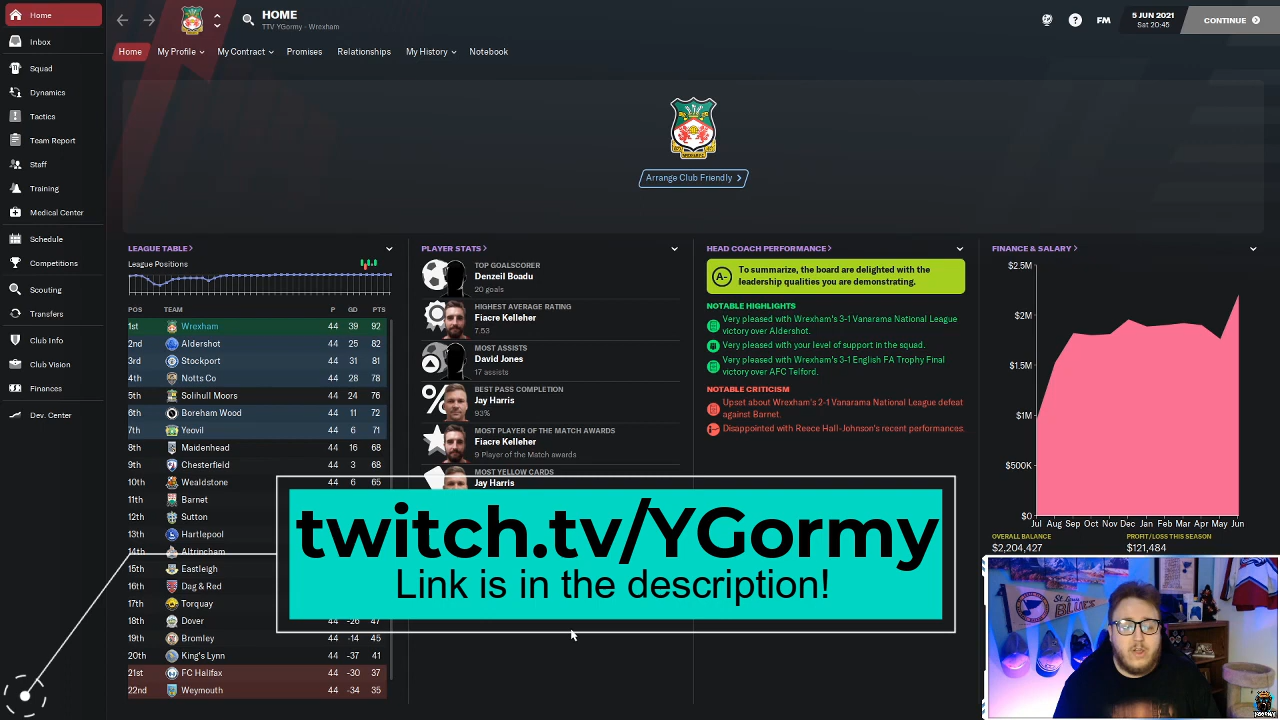 Home
Inbox
Squad
Dynamics
Tactics
Team Report
Staff
Training
Medical Center
Schedule
Competitions
Scouting
Transfers
Club Info
Club Vision
Finances
Dev. Center
HOME
TTV YGormy - Wrexham
FM
5 JUN 2021
Sat 20:45
CONTINUE
Home My Profile My Contract Promises Relationships My History Notebook
Arrange Club Friendly
LEAGUE TABLE
League Positions
POS TEAM P GD PTS
1st Wrexham 44 39 92
2nd Aldershot 44 25 82
3rd Stockport 44 31 81
4th Notts Co 44 28 78
5th Solihull Moors 44 24 76
6th Boreham Wood 44 11 72
7th Yeovil 44 6 71
8th Maidenhead 44 16 68
9th Chesterfield 44 3 68
10th Wealdstone 44 6 65
11th Barnet
12th Sutton
13th Hartlepool
14th Altrincham
15th Eastleigh
16th Dag & Red
17th Torquay
18th Dover 44 -26 47
19th Bromley 44 -14 45
20th King's Lynn 44 -37 41
21st FC Halifax 44 -30 37
22nd Weymouth 44 -34 35
PLAYER STATS
TOP GOALSCORER
Denzeil Boadu
20 goals
HIGHEST AVERAGE RATING
Fiacre Kelleher
7.53
MOST ASSISTS
David Jones
17 assists
BEST PASS COMPLETION
Jay Harris
93%
MOST PLAYER OF THE MATCH AWARDS
Fiacre Kelleher
9 Player of the Match awards
MOST YELLOW CARDS
Jay Harris
HEAD COACH PERFORMANCE
A-
To summarize, the board are delighted with the
leadership qualities you are demonstrating.
NOTABLE HIGHLIGHTS
Very pleased with Wrexham's 3-1 Vanarama National League
victory over Aldershot.
Very pleased with your level of support in the squad.
Very pleased with Wrexham's 3-1 English FA Trophy Final
victory over AFC Telford.
NOTABLE CRITICISM
Upset about Wrexham's 2-1 Vanarama National League defeat
against Barnet.
Disappointed with Reece Hall-Johnson's recent performances.
FINANCE & SALARY
$2.5M
$2M
$1.5M
$1M
$500K
$0
Jul Aug Sep Oct Nov Dec Jan Feb Mar Apr May Jun
OVERALL BALANCE
$2,204,427
PROFIT/LOSS THIS SEASON
$121,484
twitch.tv/YGormy
Link is in the description!
ST. LOUIS
BLUES